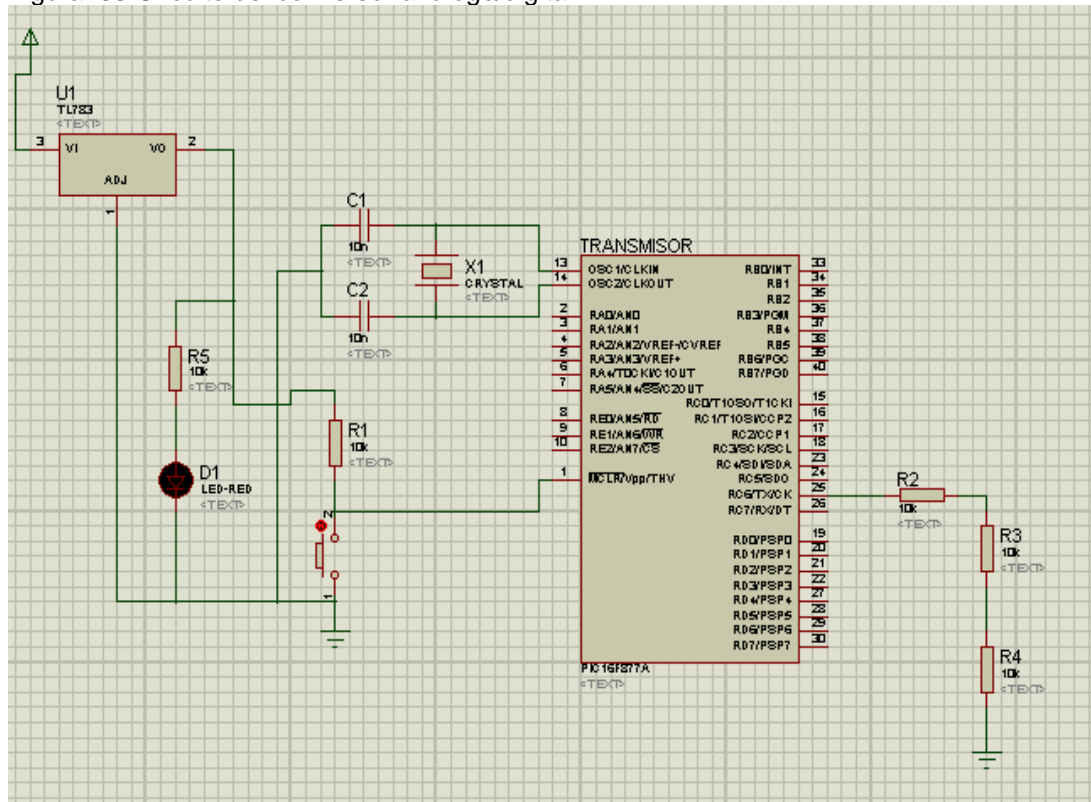 U1
TL783
<TEXT>
3 VI VO 2
ADJ
1
C1
10n
<TEXT>
X1
CRYSTAL
<TEXT>
C2
10n
<TEXT>
R5
10k
<TEXT>
D1
LED-RED
<TEXT>
R1
10k
<TEXT>
2
1
TRANSMISOR
13 OSC1/CLKIN RB0/INT 33
14 OSC2/CLKOUT RB1 34
RB2 35
2 RA0/AN0 RB3/PGM 36
3 RA1/AN1 RB4 37
4 RA2/AN2/VREF-/CVREF RB5 38
5 RA3/AN3/VREF+ RB6/PGC 39
6 RA4/T0CKI/C1OUT RB7/PGD 40
7 RA5/AN4/SS/C2OUT
RC0/T1OSO/T1CKI 15
8 RE0/AN5/RD RC1/T1OSI/CCP2 16
9 RE1/AN6/WR RC2/CCP1 17
10 RE2/AN7/CS RC3/SCK/SCL 18
RC4/SDI/SDA 23
1 MCLR/Vpp/THV RC5/SDO 24
RC6/TX/CK 25
RC7/RX/DT 26
RD0/PSP0 19
RD1/PSP1 20
RD2/PSP2 21
RD3/PSP3 22
RD4/PSP4 27
RD5/PSP5 28
RD6/PSP6 29
RD7/PSP7 30
PIC16F877A
<TEXT>
R2
10k
<TEXT>
R3
10k
<TEXT>
R4
10k
<TEXT>